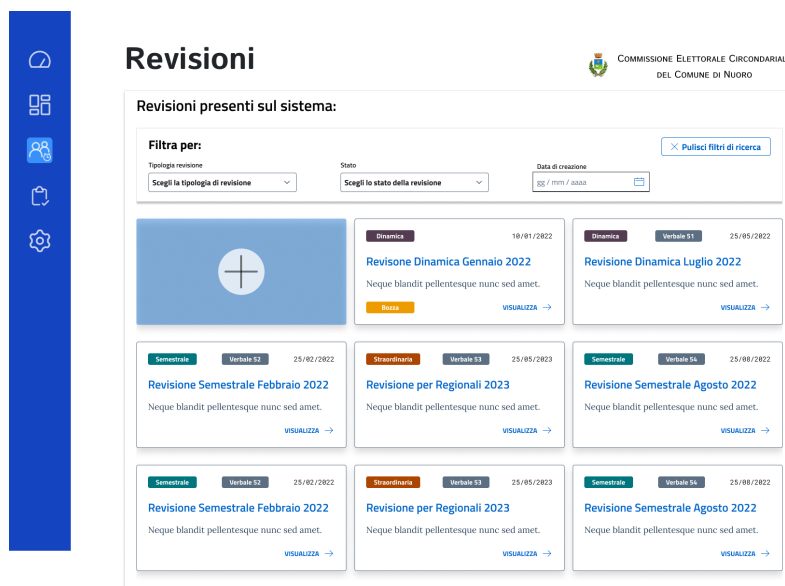 Revisioni
Commissione Elettorale Circondarial
del Comune di Nuoro
Revisioni presenti sul sistema:
Filtra per:
Pulisci filtri di ricerca
Tipologia revisione
Stato
Data di creazione
Scegli la tipologia di revisione
Scegli lo stato della revisione
gg / mm / aaaa
Dinamica 10/01/2022
Revisone Dinamica Gennaio 2022
Neque blandit pellentesque nunc sed amet.
Bozza VISUALIZZA
Dinamica Verbale 51 25/05/2022
Revisione Dinamica Luglio 2022
Neque blandit pellentesque nunc sed amet.
VISUALIZZA
Semestrale Verbale 52 25/02/2022
Revisione Semestrale Febbraio 2022
Neque blandit pellentesque nunc sed amet.
VISUALIZZA
Straordinaria Verbale 53 25/05/2023
Revisione per Regionali 2023
Neque blandit pellentesque nunc sed amet.
VISUALIZZA
Semestrale Verbale 54 25/08/2022
Revisione Semestrale Agosto 2022
Neque blandit pellentesque nunc sed amet.
VISUALIZZA
Semestrale Verbale 52 25/02/2022
Revisione Semestrale Febbraio 2022
Neque blandit pellentesque nunc sed amet.
VISUALIZZA
Straordinaria Verbale 53 25/05/2023
Revisione per Regionali 2023
Neque blandit pellentesque nunc sed amet.
VISUALIZZA
Semestrale Verbale 54 25/08/2022
Revisione Semestrale Agosto 2022
Neque blandit pellentesque nunc sed amet.
VISUALIZZA